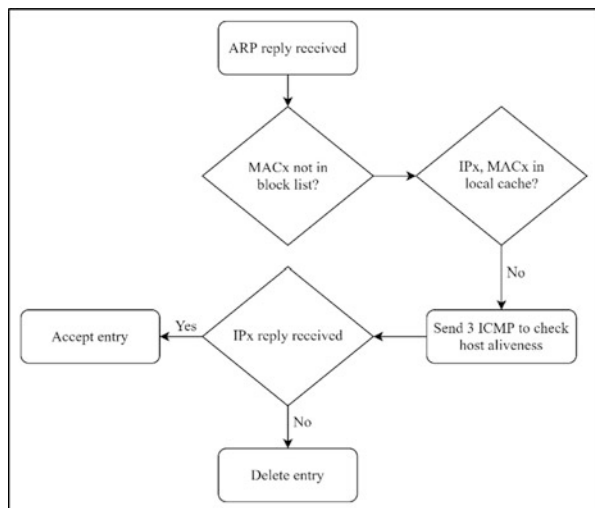 ARP reply received
MACx not in
block list?
IPx, MACx in
local cache?
No
Send 3 ICMP to check
host aliveness
IPx reply received
Yes
Accept entry
No
Delete entry